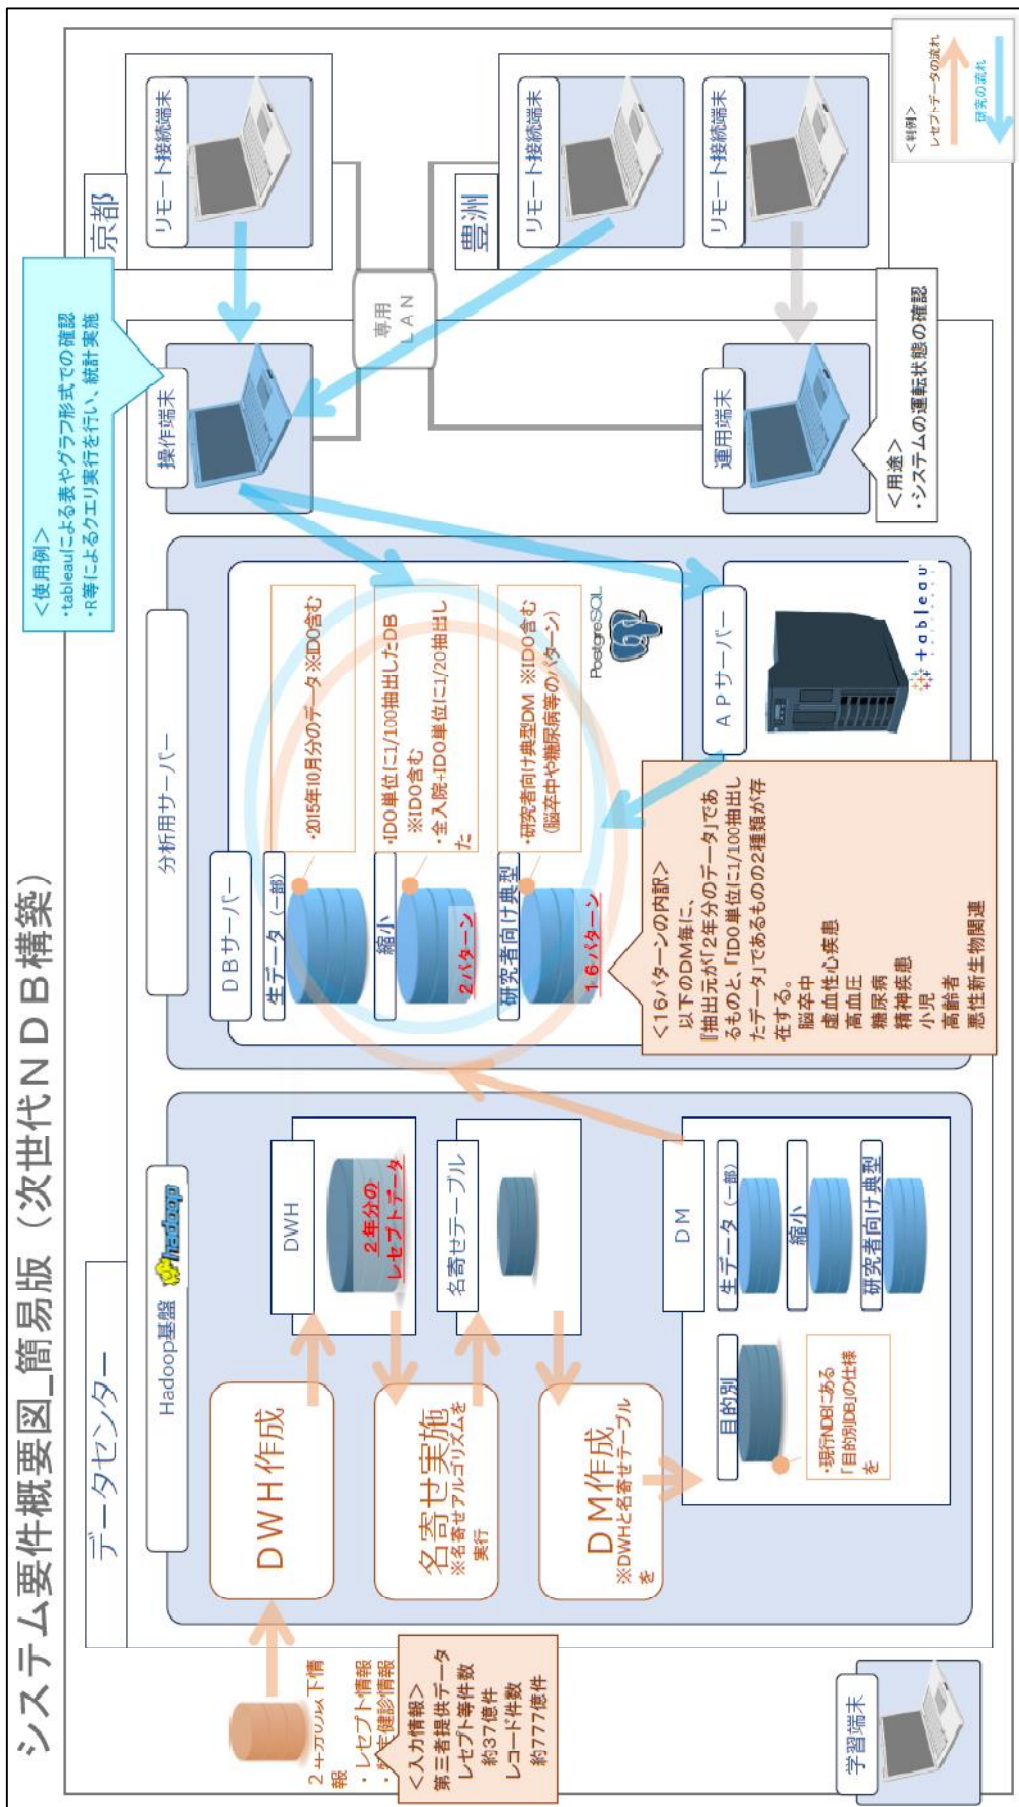 システム要件概要図_簡易版（次世代ＮＤＢ構築）
データセンター
Hadoop基盤
hadoop
2年分の以下情
報
・レセプト情報
・特定健診情報
＜入力情報＞
第三者提供データ
レセプト等件数
約37億件
レコード件数
約777億件
学習端末
ＤＷＨ作成
名寄せ実施
※名寄せアルゴリズムを
実行
ＤＭ作成
※DWHと名寄せテーブル
を
DWH
2年分の
レセプトデータ
名寄せテーブル
ＤＭ
目的別
・現行NDBにある
「目的別DB」の仕様
を
生データ（一部）
縮小
研究者向け典型
分析用サーバー
ＤＢサーバー
生データ（一部）
・2015年10月分のデータ ※ID0含む
縮小
2パターン
・ID0単位に1/100抽出したDB
※ID0含む
・全入院+ID0単位に1/20抽出し
た
研究者向け典型
16パターン
・研究者向け典型DM ※ID0含む
（脳卒中や糖尿病等のパターン）
PostgreSQL
ＡＰサーバー
tableau
＜16パターンの内訳＞
以下のDM毎に、
『抽出元が「2年分のデータ」であ
るものと、「ID0単位に1/100抽出し
たデータ」であるものの2種類が存
在する。
脳卒中
虚血性心疾患
高血圧
糖尿病
精神疾患
小児
高齢者
悪性新生物関連
＜使用例＞
・tableauによる表やグラフ形式での確認
・R等によるクエリ実行を行い、統計実施
操作端末
運用端末
＜用途＞
・システムの運転状態の確認
専用
ＬＡＮ
京都
リモート接続端末
豊洲
リモート接続端末
リモート接続端末
＜判例＞
レセプトデータの流れ
研究の流れ